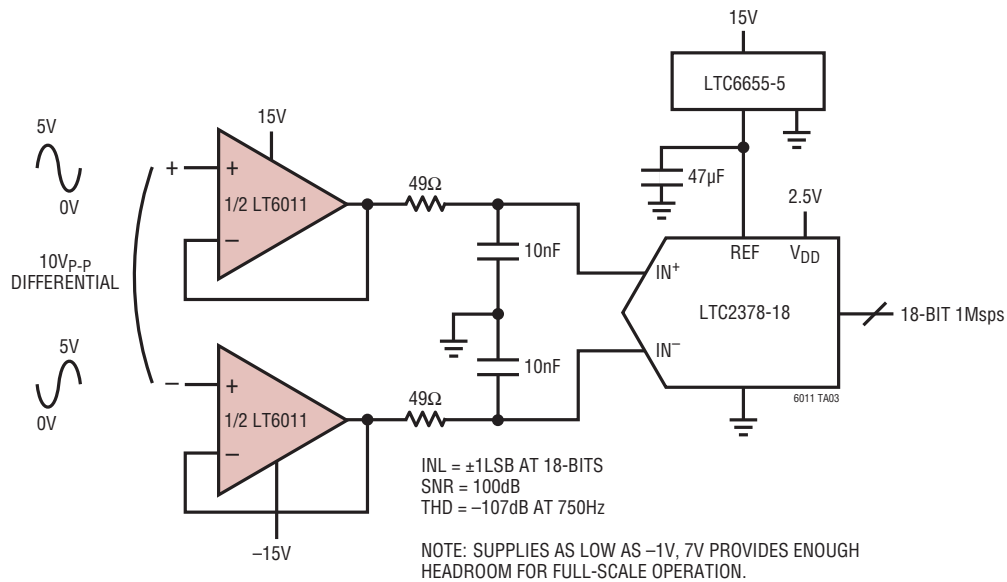 15V
LTC6655-5
5V
0V
15V
+
+
1/2 LT6011
–
49Ω
47µF
2.5V
10VP-P
DIFFERENTIAL
10nF
REF
VDD
IN+
LTC2378-18
18-BIT 1Msps
IN–
10nF
5V
0V
–
+
1/2 LT6011
–
49Ω
–15V
6011 TA03
INL = ±1LSB AT 18-BITS
SNR = 100dB
THD = –107dB AT 750Hz
NOTE: SUPPLIES AS LOW AS –1V, 7V PROVIDES ENOUGH
HEADROOM FOR FULL-SCALE OPERATION.